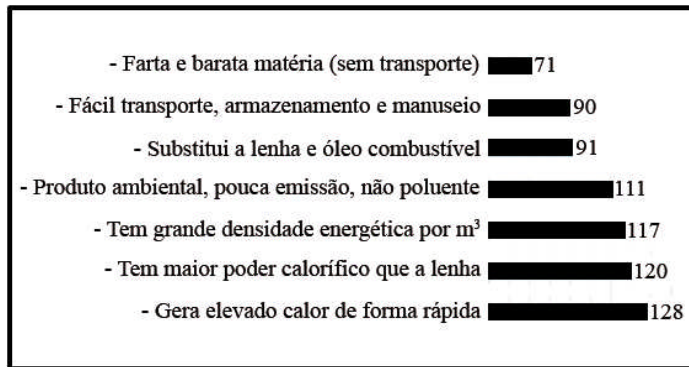 - Farta e barata matéria (sem transporte) 71
- Fácil transporte, armazenamento e manuseio 90
- Substitui a lenha e óleo combustível 91
- Produto ambiental, pouca emissão, não poluente 111
- Tem grande densidade energética por m³ 117
- Tem maior poder calorífico que a lenha 120
- Gera elevado calor de forma rápida 128